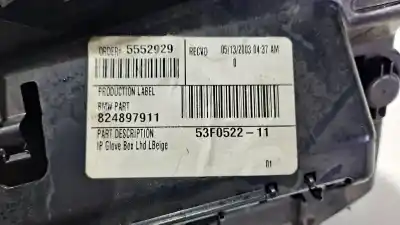 ORDER# 5552929
RECVD 05/13/2003 04:37 AM
0
PRODUCTION LABEL
BMW PART
824897911
PART DESCRIPTION
53F0522-11
IP Glove Box Lhd LBeige